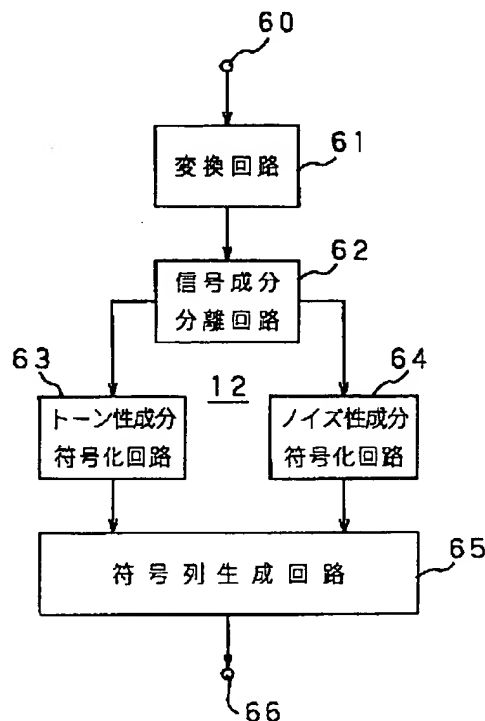 60
61
変換回路
62
信号成分
分離回路
63
64
12
トーン性成分
符号化回路
ノイズ性成分
符号化回路
符号列生成回路
65
66